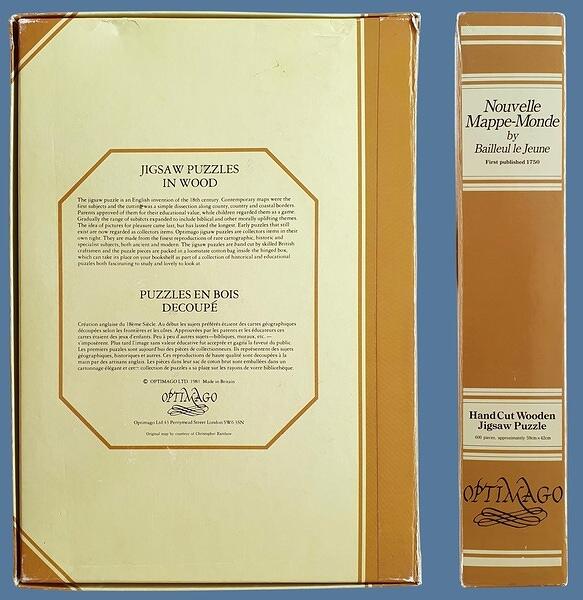 JIGSAW PUZZLES
IN WOOD
The jigsaw puzzle is an English invention of the 18th century. Contemporary maps were the
first subjects and the cutting was a simple dissection along county, country and coastal borders.
Parents approved of them for their educational value, while children regarded them as a game.
Gradually the range of subjects expanded to include biblical and other morally uplifting themes.
The idea of pictures for pleasure came last, but has lasted the longest. Early puzzles that still
exist are now regarded as collectors items. Optimago jigsaw puzzles are collectors items in their
own right. They are made from the finest reproductions of rare cartographic, historic and
specialist subjects, both ancient and modern. The jigsaw puzzles are hand cut by skilled British
craftsmen and the puzzle pieces are packed in a loomstate cotton bag inside the hinged box,
which can take its place on your bookshelf as part of a collection of historical and educational
puzzles both fascinating to study and lovely to look at.
PUZZLES EN BOIS
DECOUPÉ
Création anglaise du 18ème Siècle. Au début les sujets préférés étaient des cartes géographiques
découpées selon les frontières et les côtes. Approuvées par les parents et les éducateurs ces
cartes étaient des jeux d'enfants. Peu à peu d'autres sujets—bibliques, moraux, etc.—
s'imposèrent. Plus tard l'image sans valeur éducative fut acceptée et gagna la faveur du public.
Les premiers puzzles sont aujourd'hui des pièces de collectionneurs. Ils représentent des sujets
géographiques, historiques et autres. Ces reproductions de haute qualité sont découpées à la
main par des artisans anglais. Les pièces dans leur sac de coton brut sont emballées dans un
cartonnage élégant et cette collection de puzzles a sa place sur les rayons de votre bibliothèque.
© OPTIMAGO LTD. 1981 Made in Britain
OPTIMAGO
Optimago Ltd 43 Perrymead Street London SW6 3SN
Original map by courtesy of Christopher Rainbow
Nouvelle
Mappe-Monde
by
Bailleul le Jeune
First published 1750
Hand Cut Wooden
Jigsaw Puzzle
600 pieces, approximately 59cm x 42cm
OPTIMAGO